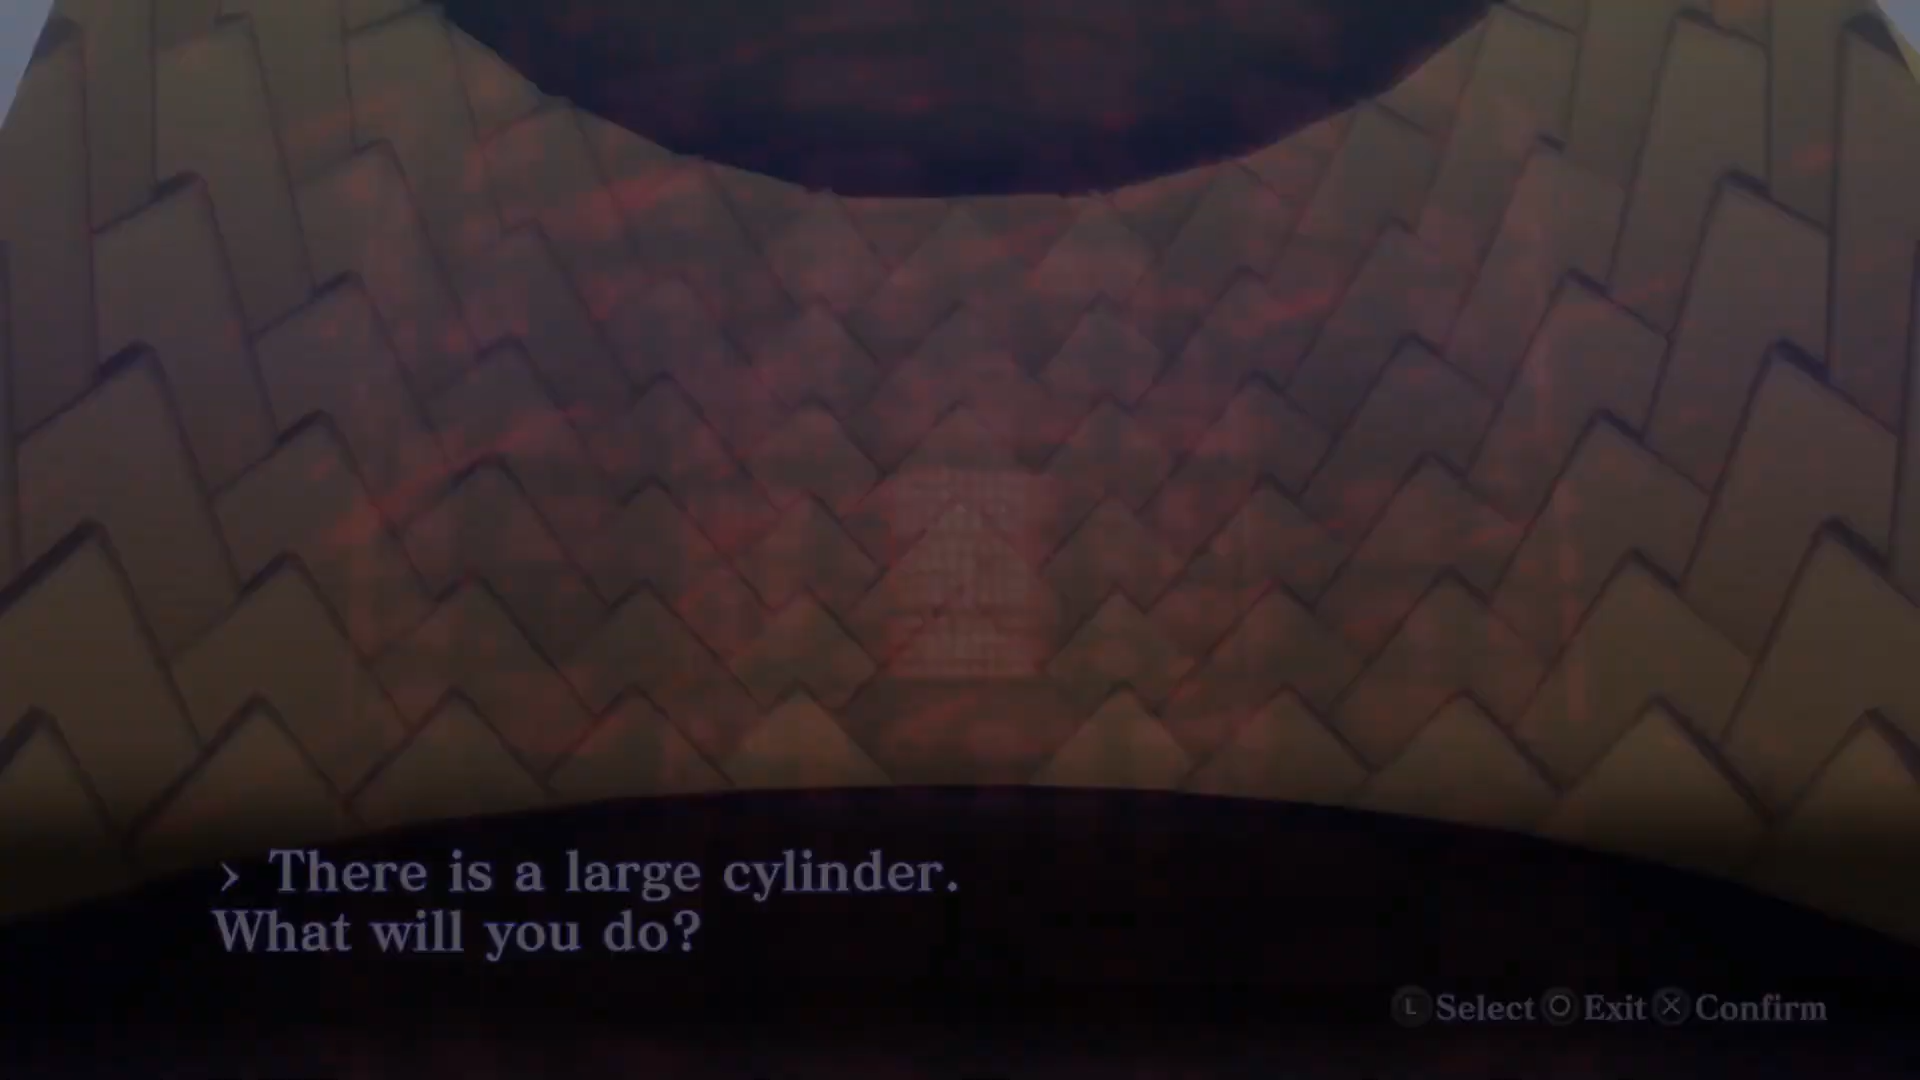 > There is a large cylinder.
What will you do?
L Select O Exit X Confirm